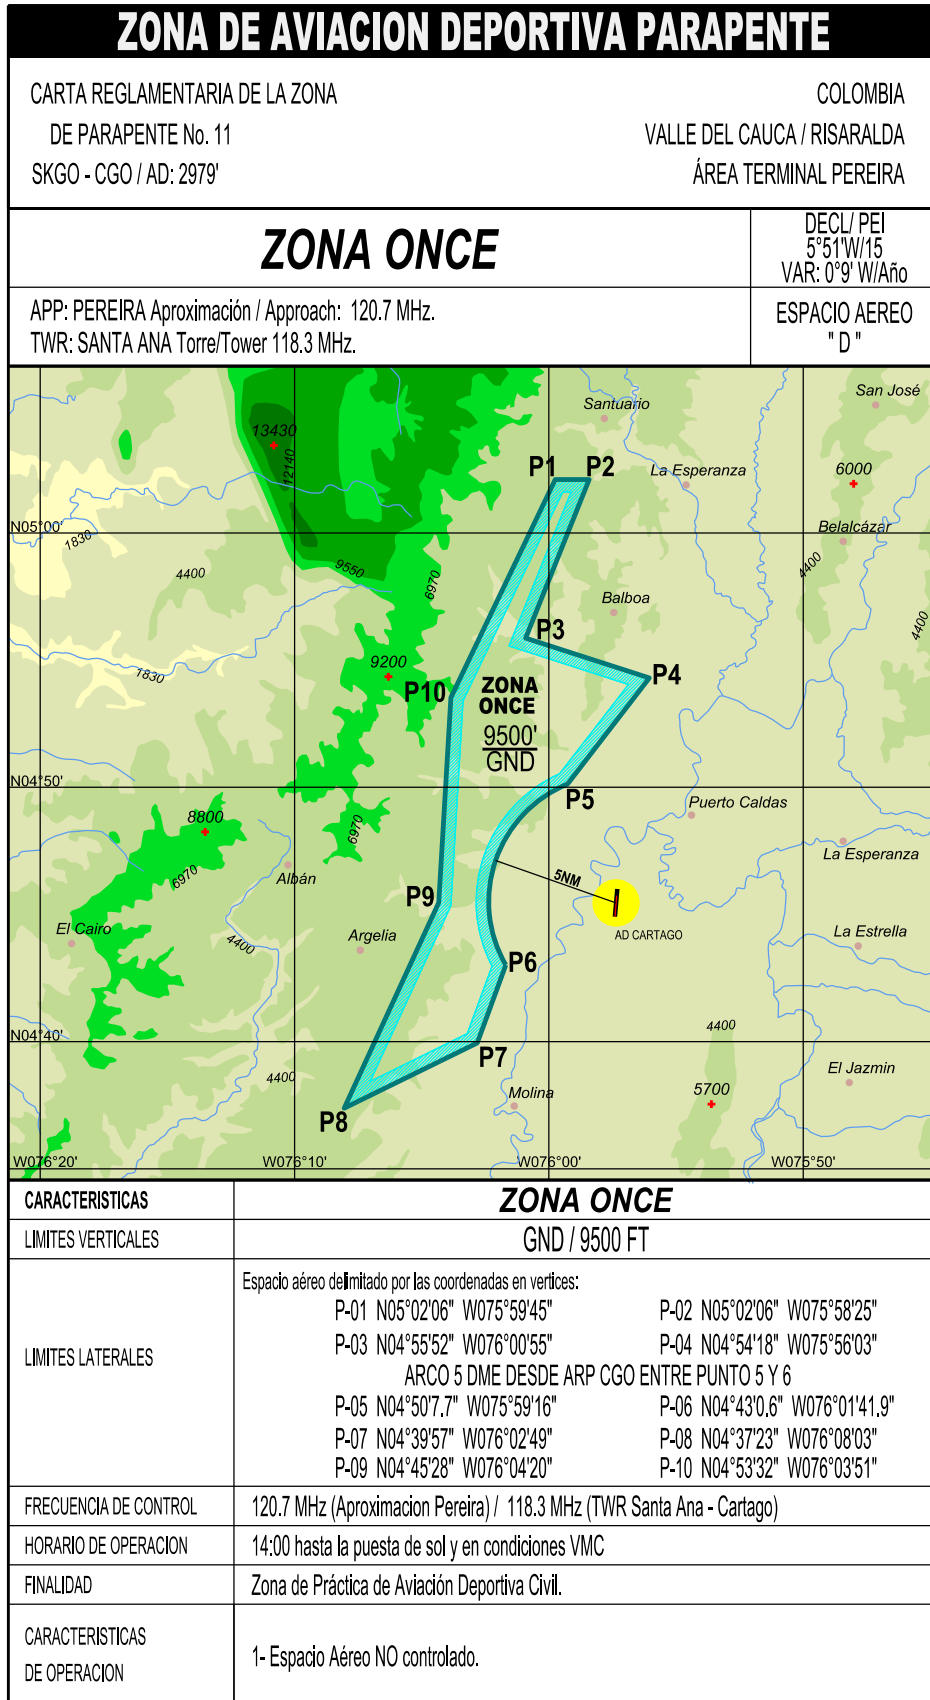 ZONA DE AVIACION DEPORTIVA PARAPENTE
CARTA REGLAMENTARIA DE LA ZONA
DE PARAPENTE No. 11
SKGO - CGO / AD: 2979'
COLOMBIA
VALLE DEL CAUCA / RISARALDA
ÁREA TERMINAL PEREIRA
ZONA ONCE
DECL/ PEI
5°51'W/15
VAR: 0°9' W/Año
APP: PEREIRA Aproximación / Approach: 120.7 MHz.
TWR: SANTA ANA Torre/Tower 118.3 MHz.
ESPACIO AEREO
" D "
Santuario
San José
13430
12140
P1
P2
La Esperanza
6000
N05°00'
1830
Belalcázar
4400
9550
6970
4400
Balboa
4400
P3
9200
1830
P10
P4
ZONA
ONCE
9500'
GND
N04°50'
P5
Puerto Caldas
8800
6970
La Esperanza
6970
Albán
5NM
P9
El Cairo
4400
Argelia
AD CARTAGO
La Estrella
P6
4400
N04°40'
P7
4400
El Jazmin
Molina
5700
P8
W076°20'
W076°10'
W076°00'
W075°50'
CARACTERISTICAS
ZONA ONCE
LIMITES VERTICALES
GND / 9500 FT
LIMITES LATERALES
Espacio aéreo delimitado por las coordenadas en vertices:
P-01 N05°02'06" W075°59'45"
P-02 N05°02'06" W075°58'25"
P-03 N04°55'52" W076°00'55"
P-04 N04°54'18" W075°56'03"
ARCO 5 DME DESDE ARP CGO ENTRE PUNTO 5 Y 6
P-05 N04°50'7.7" W075°59'16"
P-06 N04°43'0.6" W076°01'41.9"
P-07 N04°39'57" W076°02'49"
P-08 N04°37'23" W076°08'03"
P-09 N04°45'28" W076°04'20"
P-10 N04°53'32" W076°03'51"
FRECUENCIA DE CONTROL
120.7 MHz (Aproximacion Pereira) / 118.3 MHz (TWR Santa Ana - Cartago)
HORARIO DE OPERACION
14:00 hasta la puesta de sol y en condiciones VMC
FINALIDAD
Zona de Práctica de Aviación Deportiva Civil.
CARACTERISTICAS
DE OPERACION
1- Espacio Aéreo NO controlado.